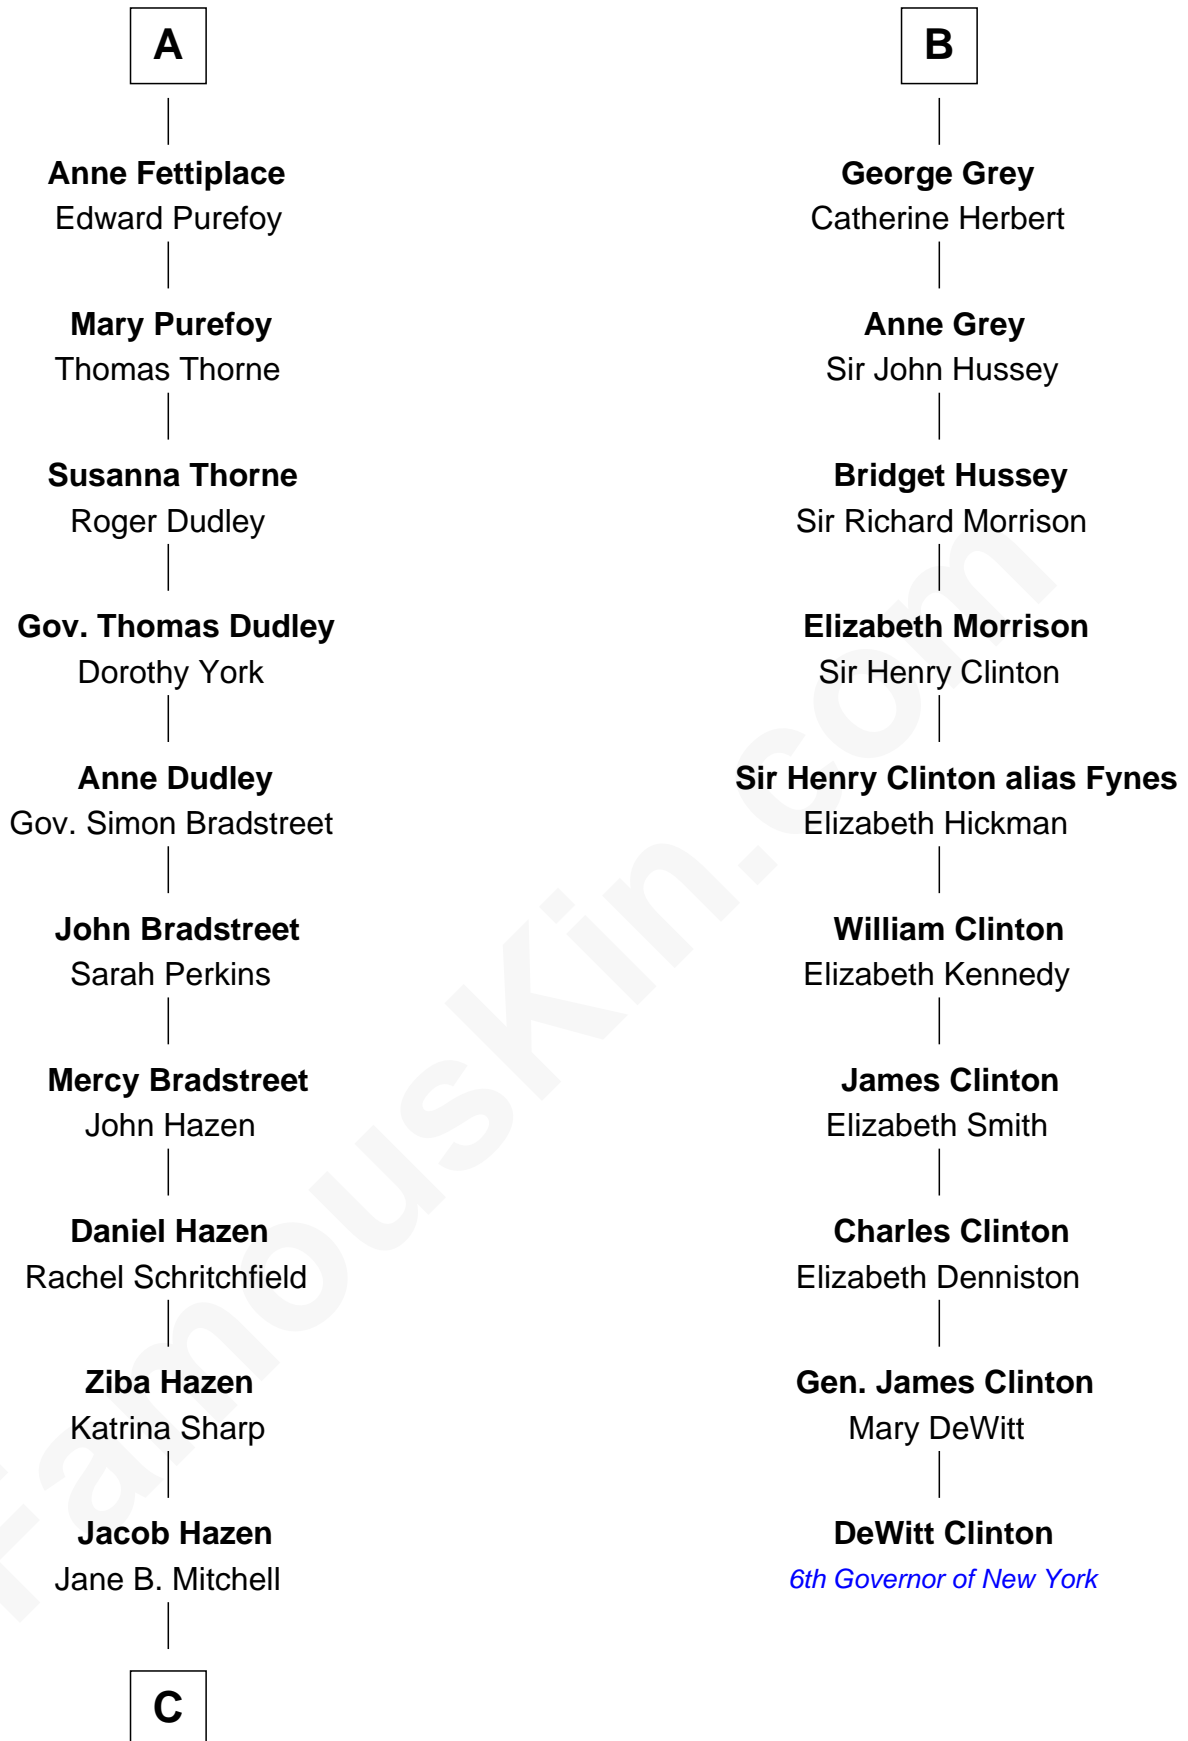 A
Anne Fettiplace
Edward Purefoy
Mary Purefoy
Thomas Thorne
Susanna Thorne
Roger Dudley
Gov. Thomas Dudley
Dorothy York
Anne Dudley
Gov. Simon Bradstreet
John Bradstreet
Sarah Perkins
Mercy Bradstreet
John Hazen
Daniel Hazen
Rachel Schritchfield
Ziba Hazen
Katrina Sharp
Jacob Hazen
Jane B. Mitchell
C
B
George Grey
Catherine Herbert
Anne Grey
Sir John Hussey
Bridget Hussey
Sir Richard Morrison
Elizabeth Morrison
Sir Henry Clinton
Sir Henry Clinton alias Fynes
Elizabeth Hickman
William Clinton
Elizabeth Kennedy
James Clinton
Elizabeth Smith
Charles Clinton
Elizabeth Denniston
Gen. James Clinton
Mary DeWitt
DeWitt Clinton
6th Governor of New York
FamousKin.com